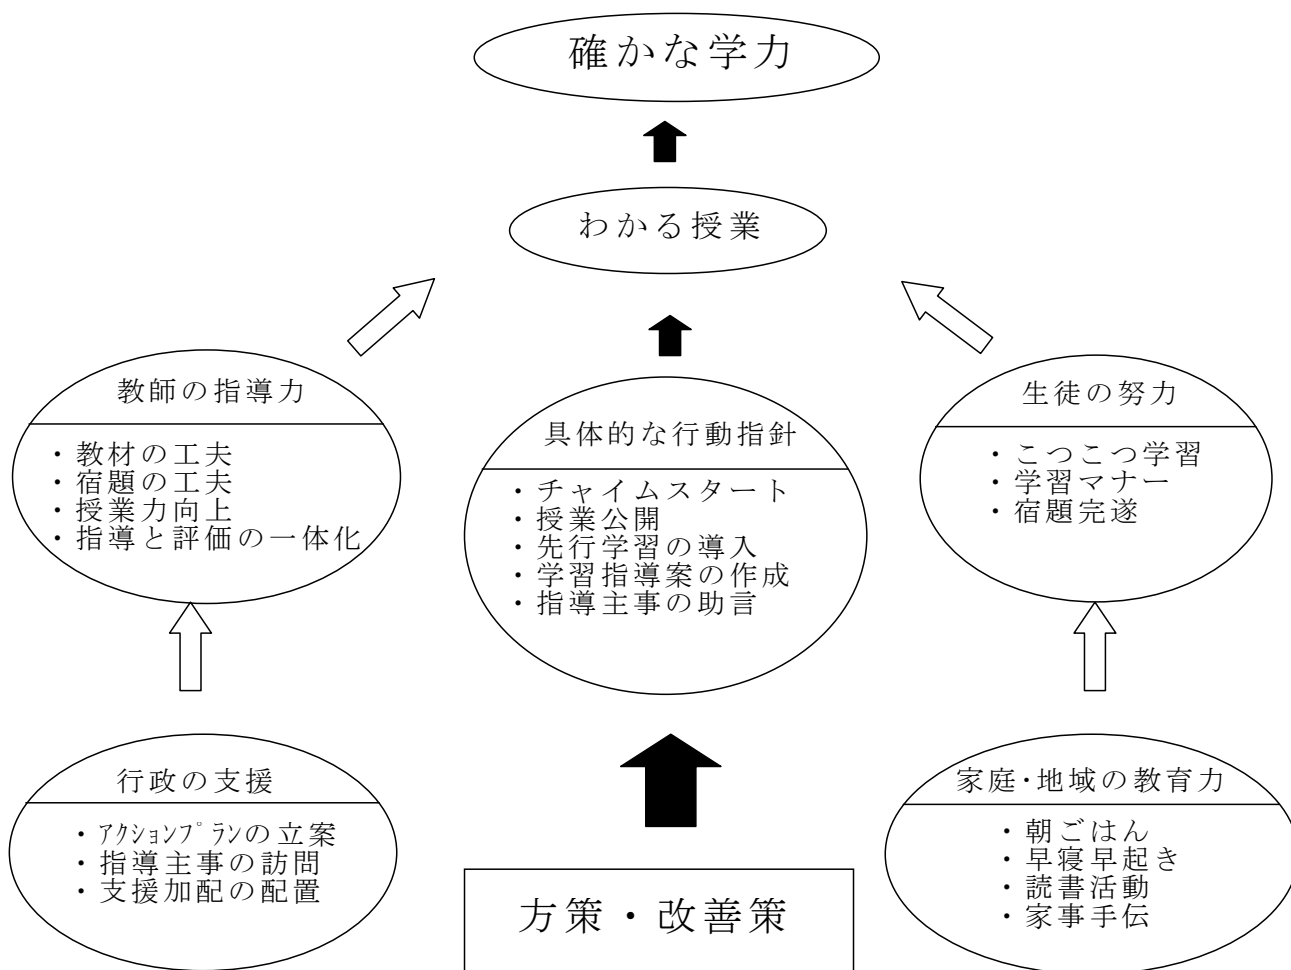 確かな学力
わかる授業
教師の指導力
・教材の工夫
・宿題の工夫
・授業力向上
・指導と評価の一体化
具体的な行動指針
・チャイムスタート
・授業公開
・先行学習の導入
・学習指導案の作成
・指導主事の助言
生徒の努力
・こつこつ学習
・学習マナー
・宿題完遂
行政の支援
・ｱｸｼｮﾝﾌﾟﾗﾝの立案
・指導主事の訪問
・支援加配の配置
方策・改善策
家庭・地域の教育力
・朝ごはん
・早寝早起き
・読書活動
・家事手伝